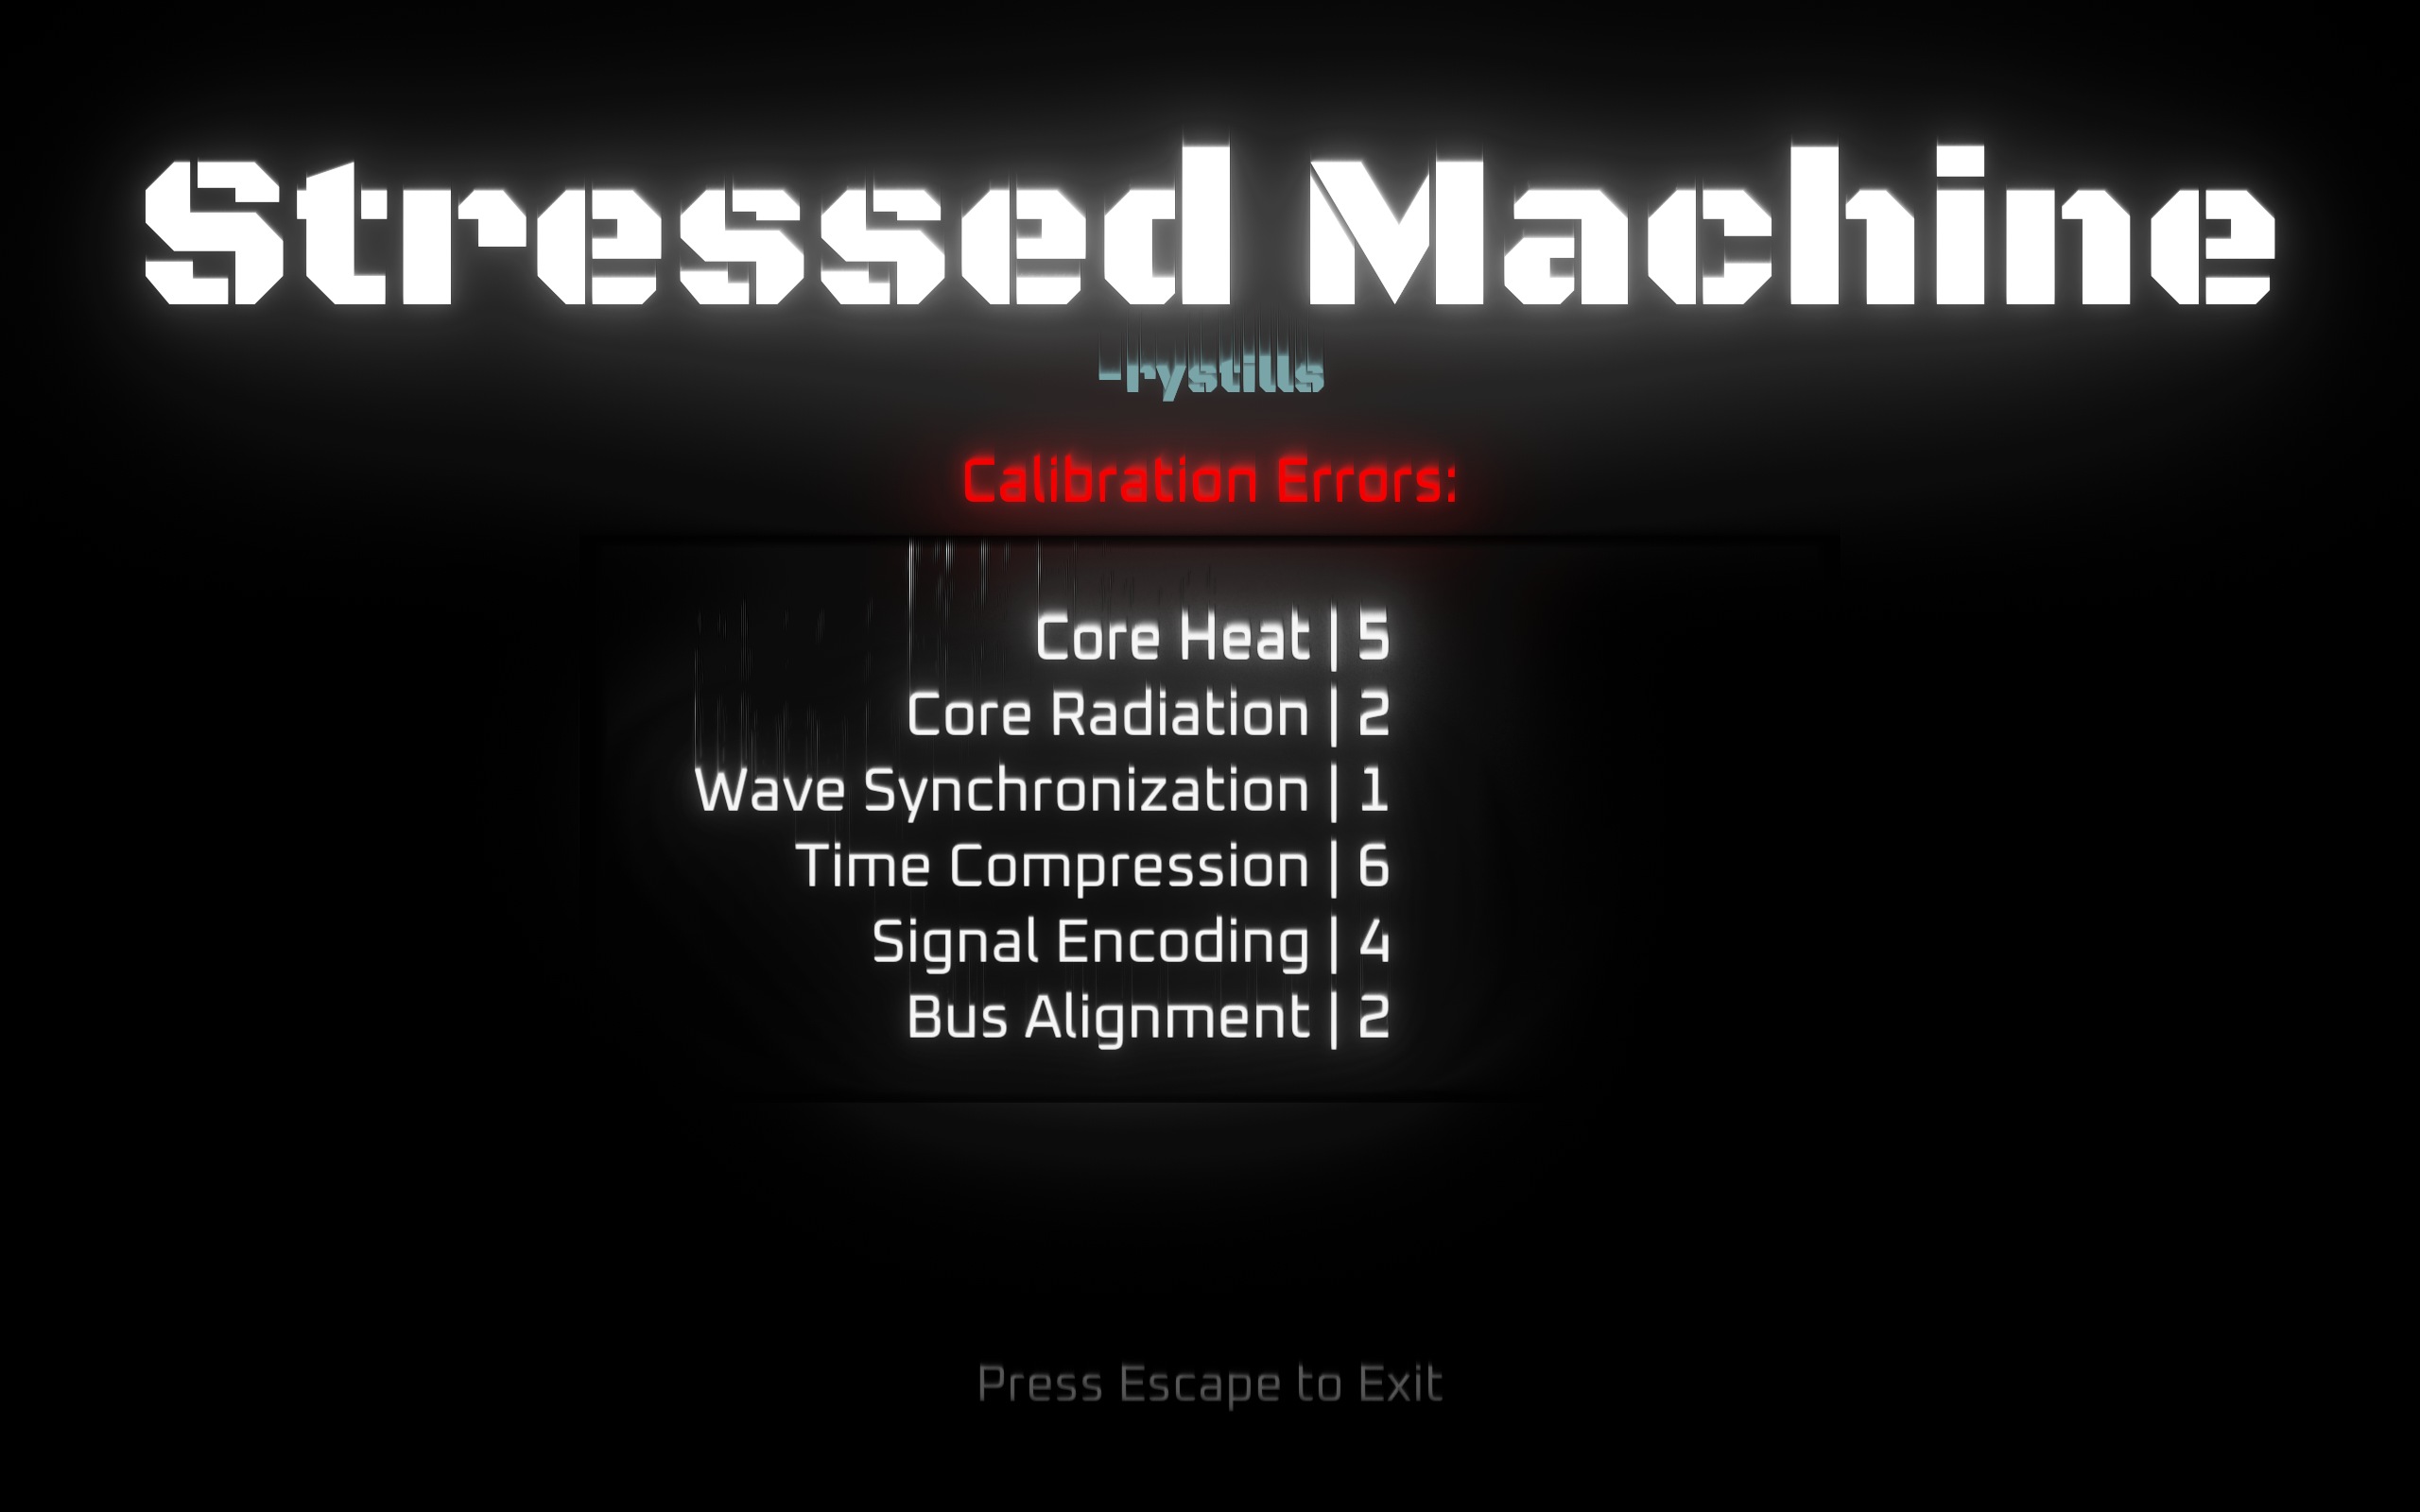 Stressed Machine
-rystills
Calibration Errors:
Core Heat | 5
Core Radiation | 2
Wave Synchronization | 1
Time Compression | 6
Signal Encoding | 4
Bus Alignment | 2
Press Escape to Exit